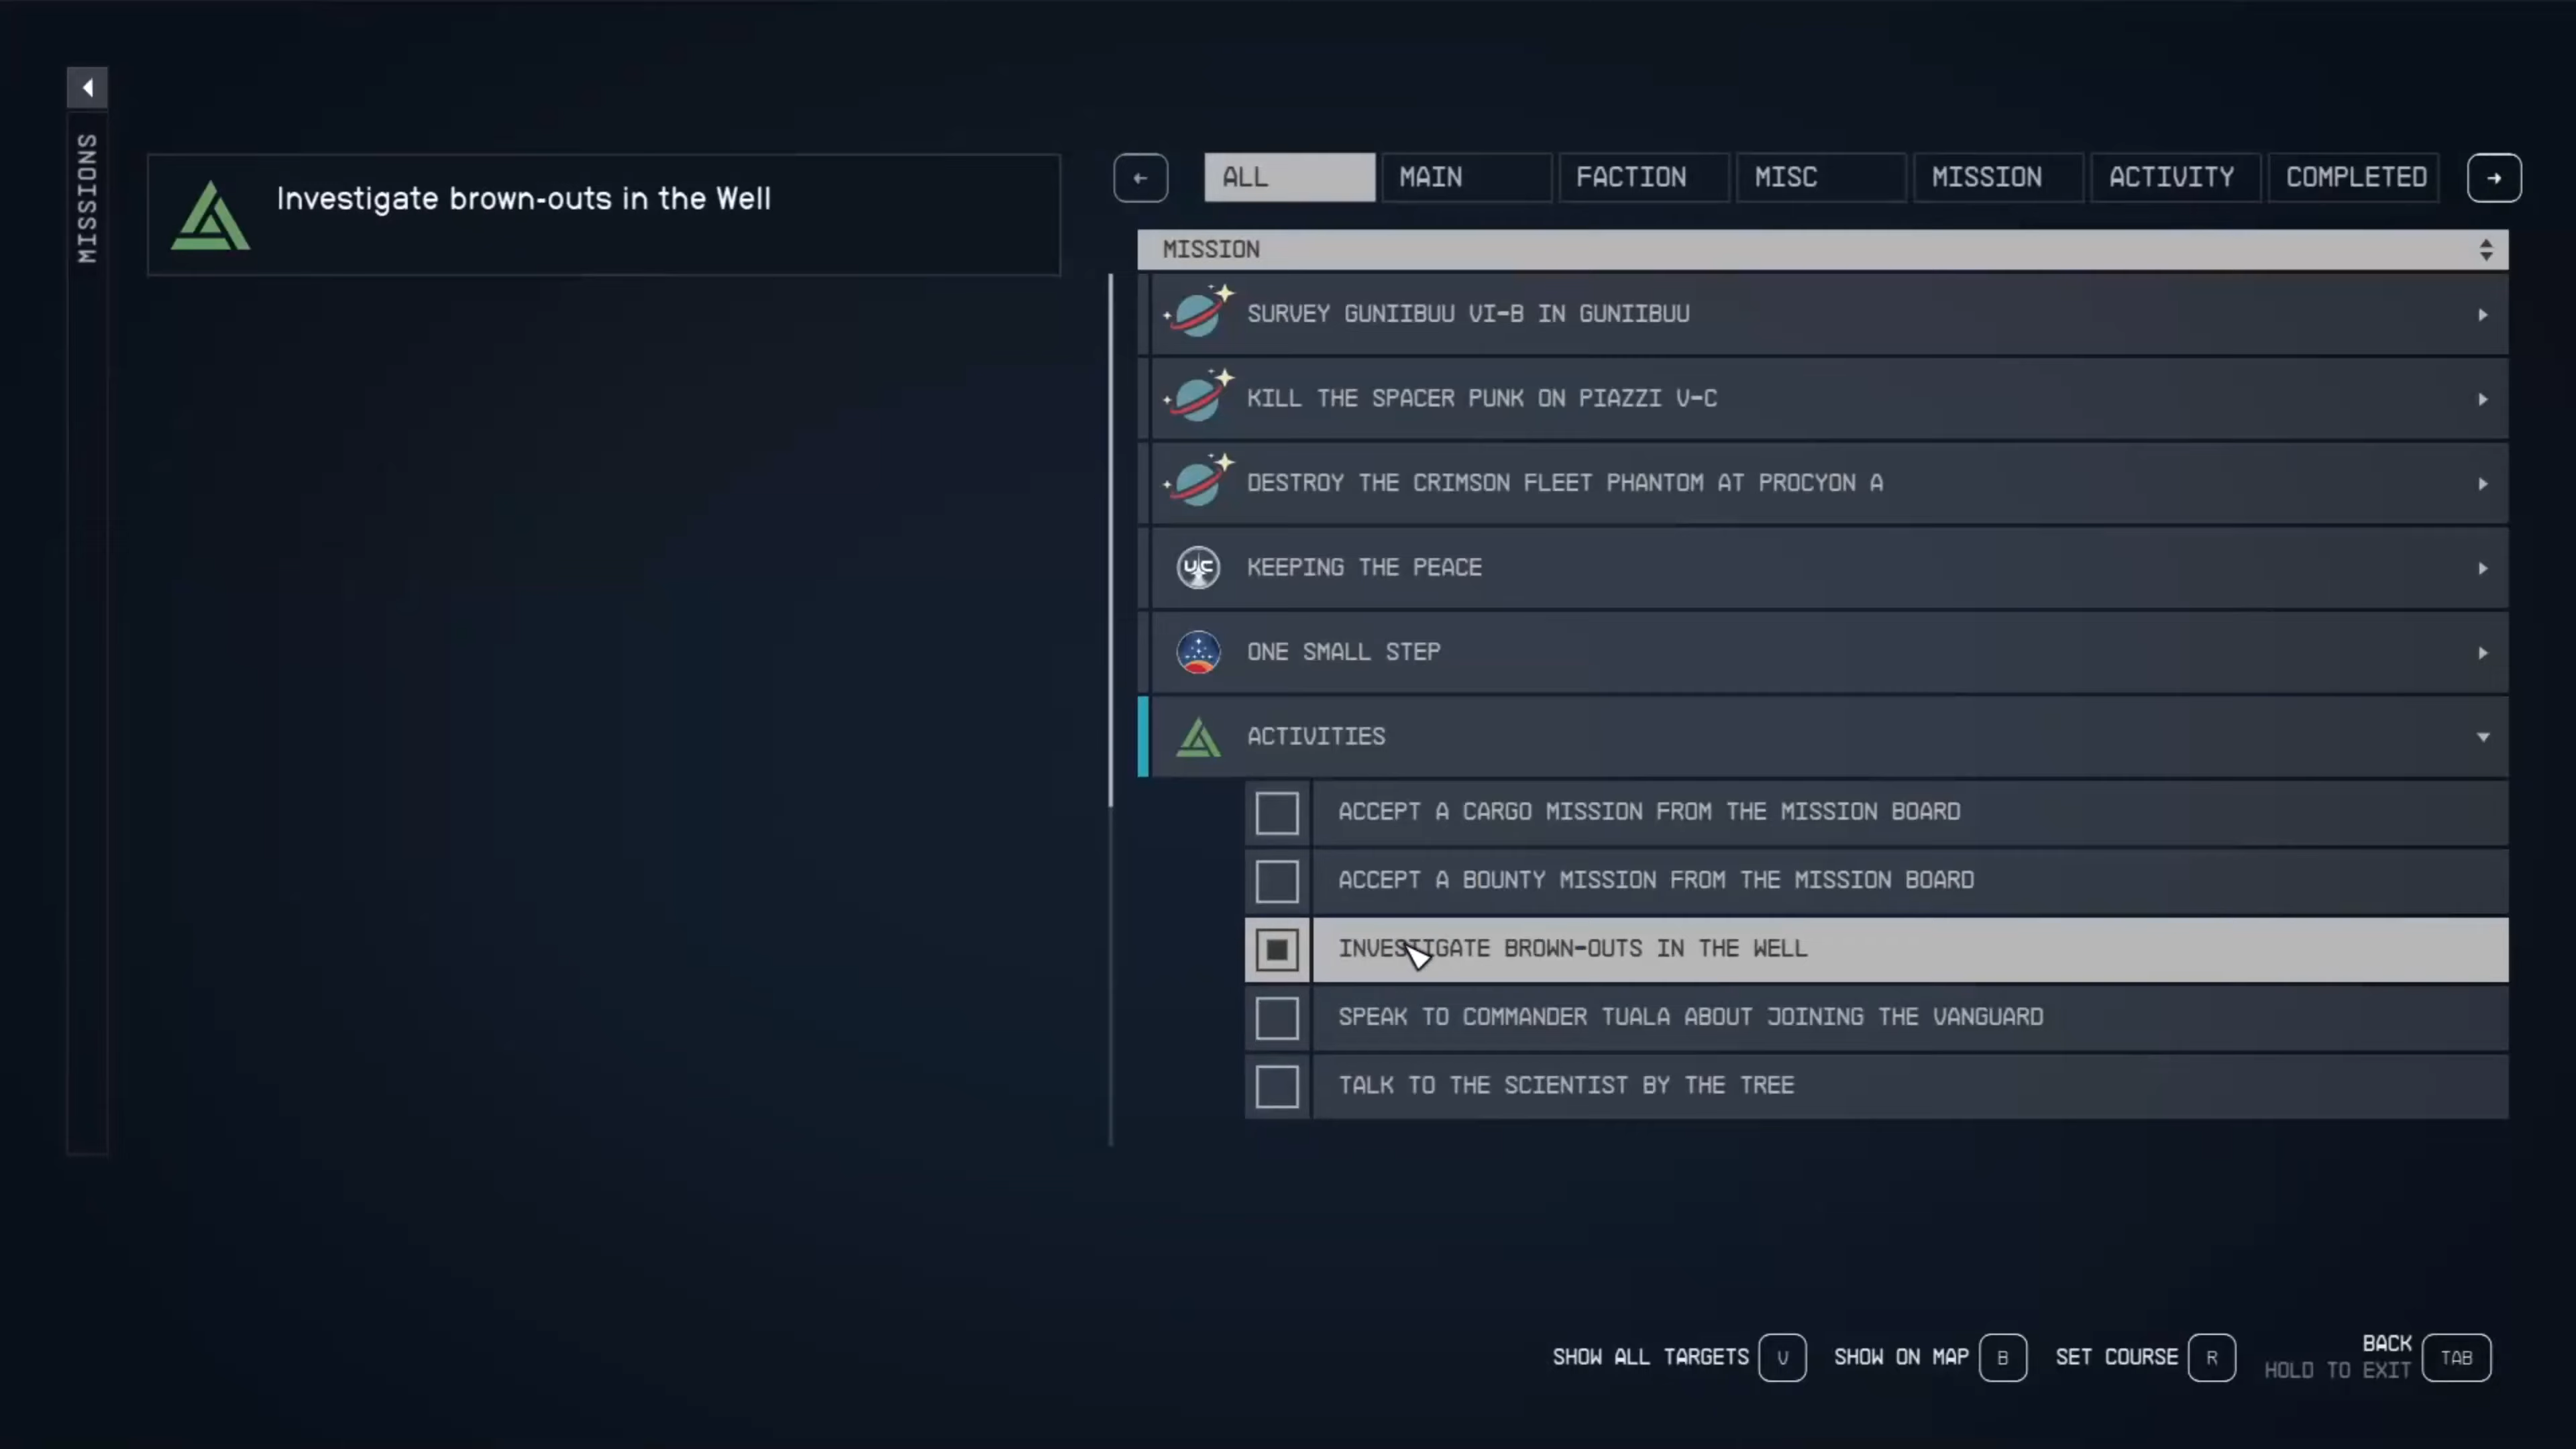 MISSIONS
Investigate brown-outs in the Well
ALL
MAIN
FACTION
MISC
MISSION
ACTIVITY
COMPLETED
MISSION
SURVEY GUNIIBUU VI-B IN GUNIIBUU
KILL THE SPACER PUNK ON PIAZZI V-C
DESTROY THE CRIMSON FLEET PHANTOM AT PROCYON A
UC
KEEPING THE PEACE
ONE SMALL STEP
ACTIVITIES
ACCEPT A CARGO MISSION FROM THE MISSION BOARD
ACCEPT A BOUNTY MISSION FROM THE MISSION BOARD
INVESTIGATE BROWN-OUTS IN THE WELL
SPEAK TO COMMANDER TUALA ABOUT JOINING THE VANGUARD
TALK TO THE SCIENTIST BY THE TREE
SHOW ALL TARGETS V
SHOW ON MAP B
SET COURSE R
BACK
HOLD TO EXIT TAB